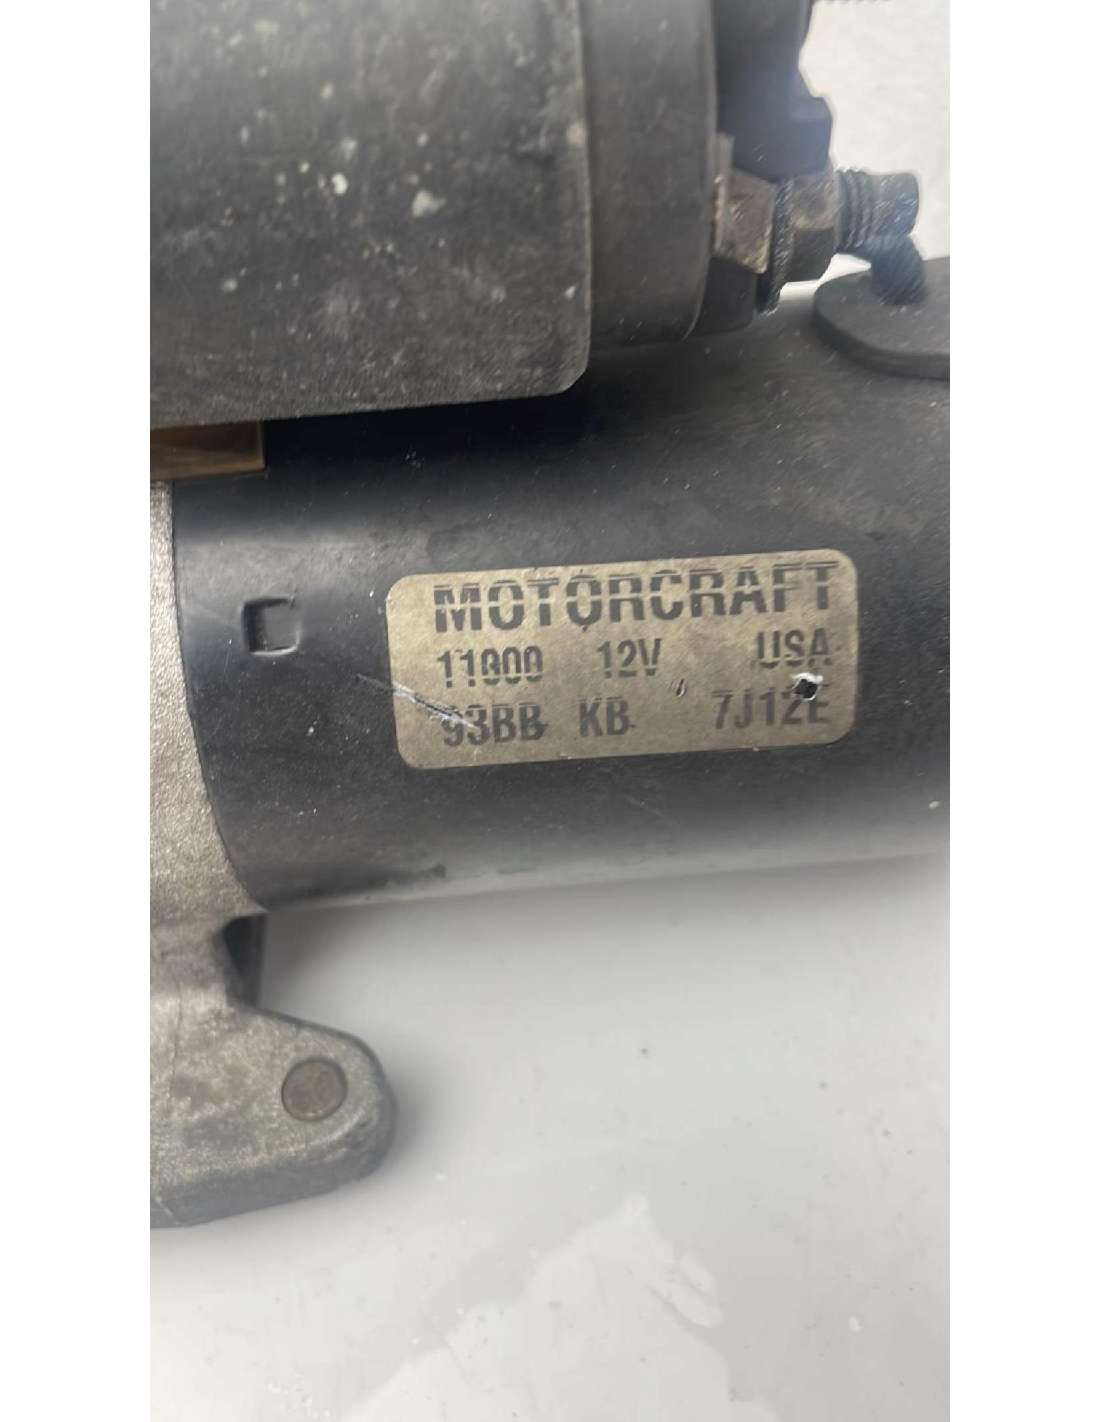 MOTORCRAFT
11000 12V USA
93BB KB 7J12E